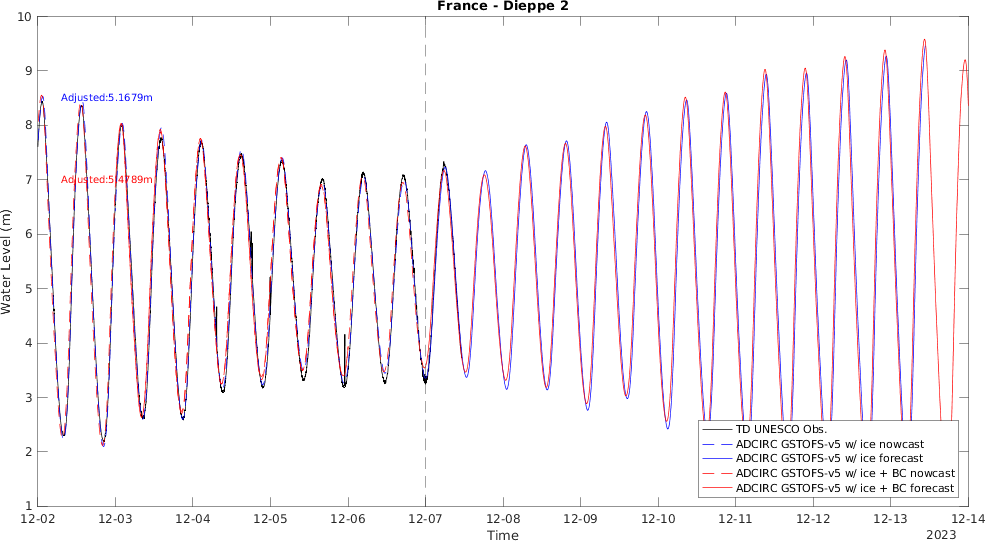 France - Dieppe 2
10
9
8
7
6
5
4
3
2
1
Water Level (m)
Adjusted:5.1679m
Adjusted:5.4789m
TD UNESCO Obs.
ADCIRC GSTOFS-v5 w/ ice nowcast
ADCIRC GSTOFS-v5 w/ ice forecast
ADCIRC GSTOFS-v5 w/ ice + BC nowcast
ADCIRC GSTOFS-v5 w/ ice + BC forecast
12-02 12-03 12-04 12-05 12-06 12-07 12-08 12-09 12-10 12-11 12-12 12-13 12-14
Time
2023